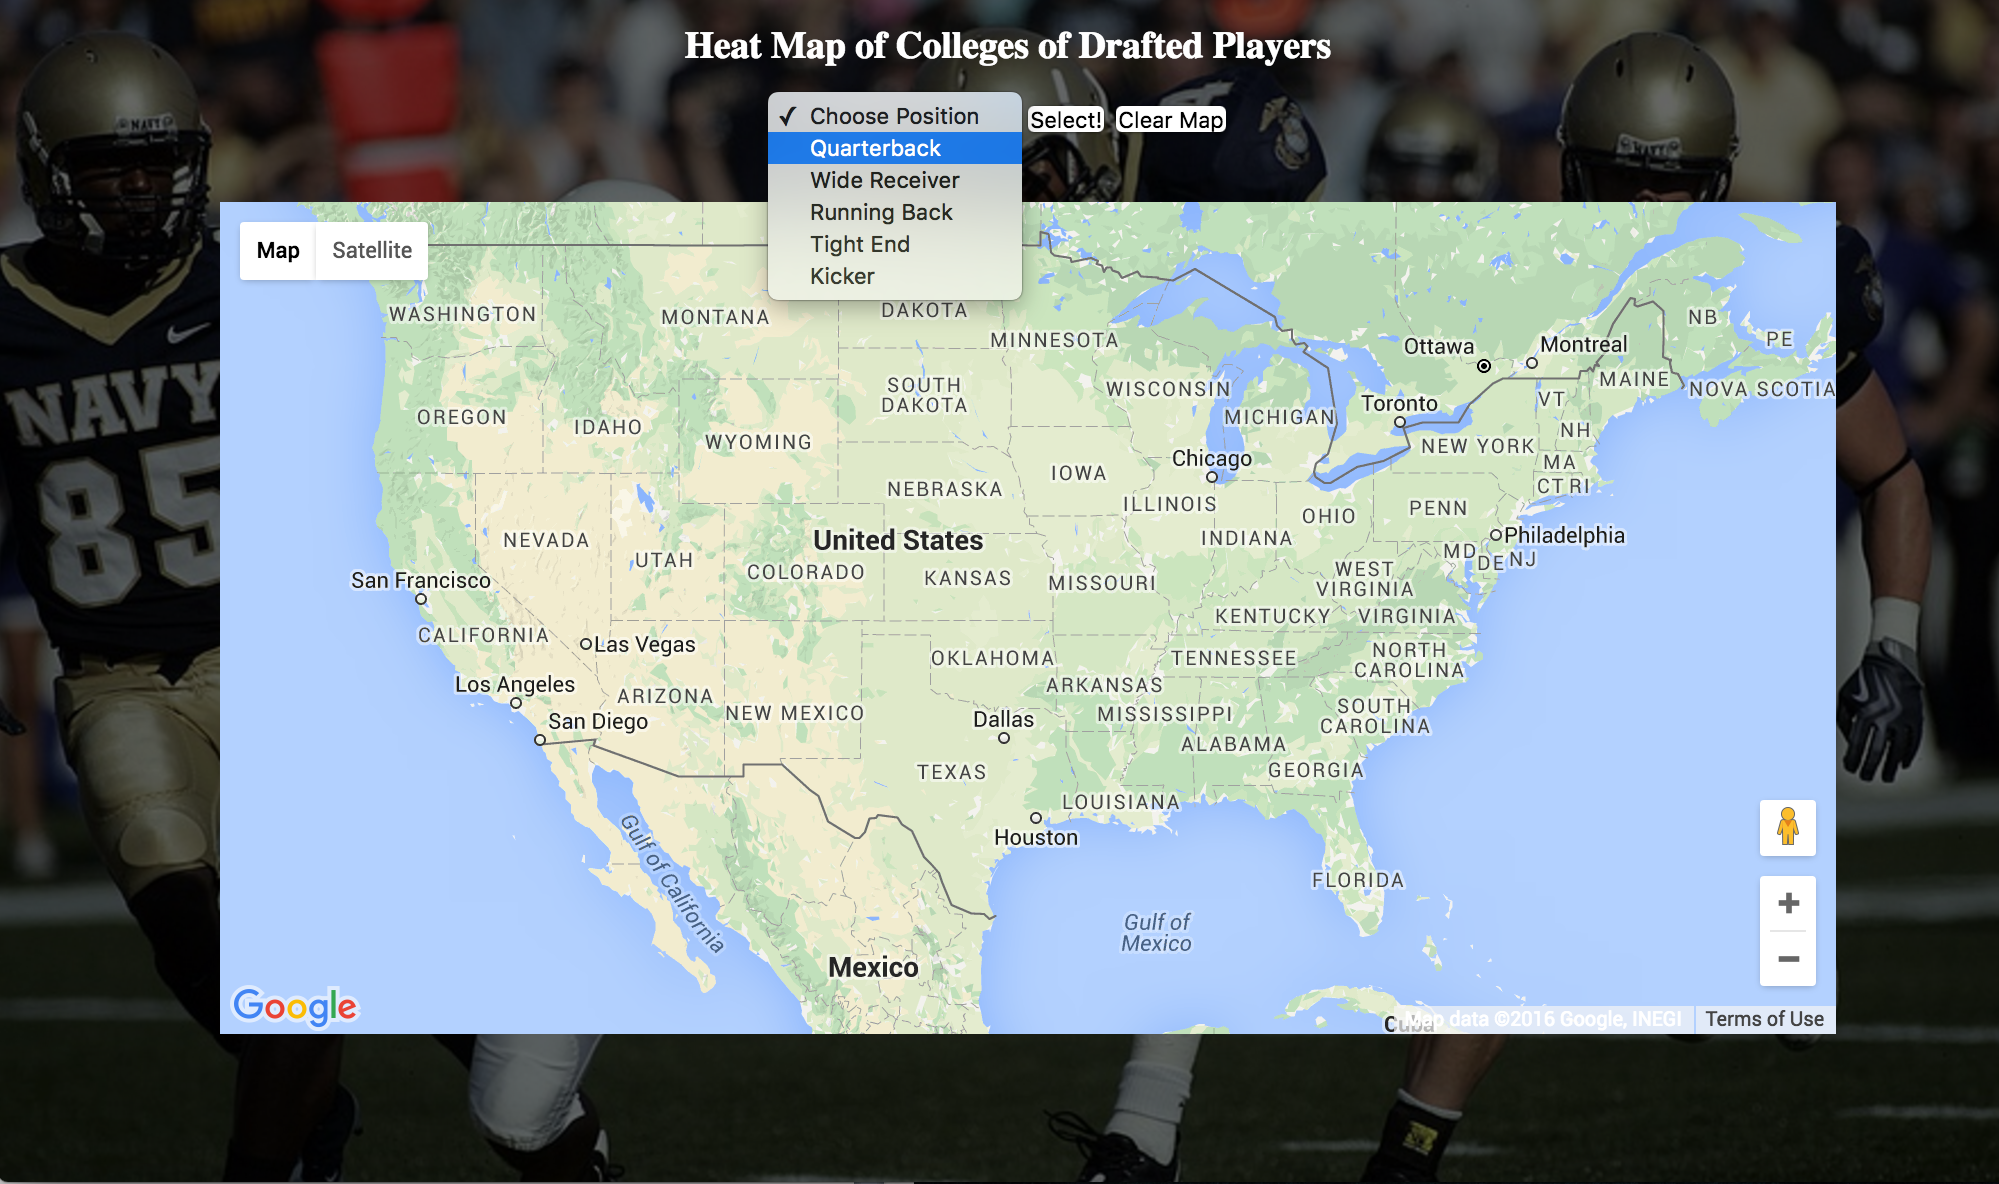 Heat Map of Colleges of Drafted Players
✓ Choose Position
Select!
Clear Map
Quarterback
Wide Receiver
Running Back
Tight End
Kicker
Map
Satellite
NAVY
NAVY
NAVY
85
WASHINGTON
MONTANA
DAKOTA
MINNESOTA
Ottawa
Montreal
NB
PE
SOUTH
DAKOTA
WISCONSIN
MICHIGAN
Toronto
MAINE
NOVA SCOTIA
VT
OREGON
IDAHO
WYOMING
NH
NEW YORK
Chicago
MA
CT RI
IOWA
NEBRASKA
ILLINOIS
OHIO
PENN
NEVADA
United States
INDIANA
Philadelphia
MD
DE
NJ
UTAH
COLORADO
KANSAS
MISSOURI
WEST
VIRGINIA
San Francisco
KENTUCKY
VIRGINIA
CALIFORNIA
Las Vegas
OKLAHOMA
TENNESSEE
NORTH
CAROLINA
Los Angeles
ARIZONA
ARKANSAS
San Diego
NEW MEXICO
Dallas
MISSISSIPPI
SOUTH
CAROLINA
ALABAMA
TEXAS
GEORGIA
LOUISIANA
Houston
Gulf of California
FLORIDA
Gulf of
Mexico
Mexico
Google
Cuba
Map data ©2016 Google, INEGI
Terms of Use